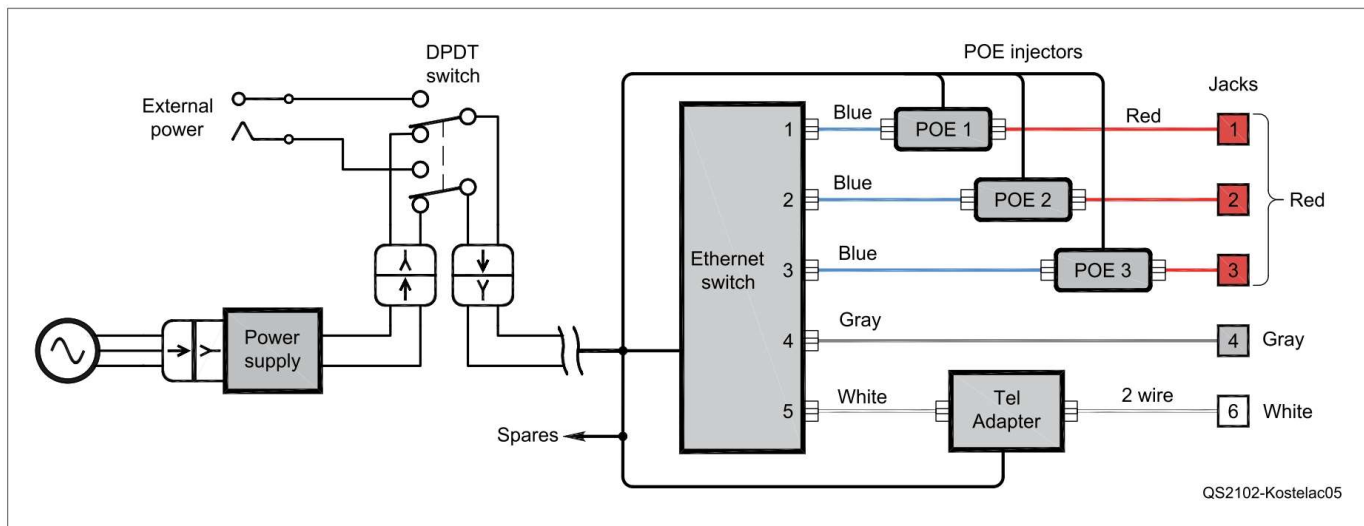 DPDT
switch
External
power
POE injectors
Jacks
Power
supply
Spares
Ethernet
switch
1
Blue
POE 1
Red
1
2
Blue
POE 2
2
Red
3
Blue
POE 3
3
4
Gray
4
Gray
5
White
Tel
Adapter
2 wire
6
White
QS2102-Kostelac05